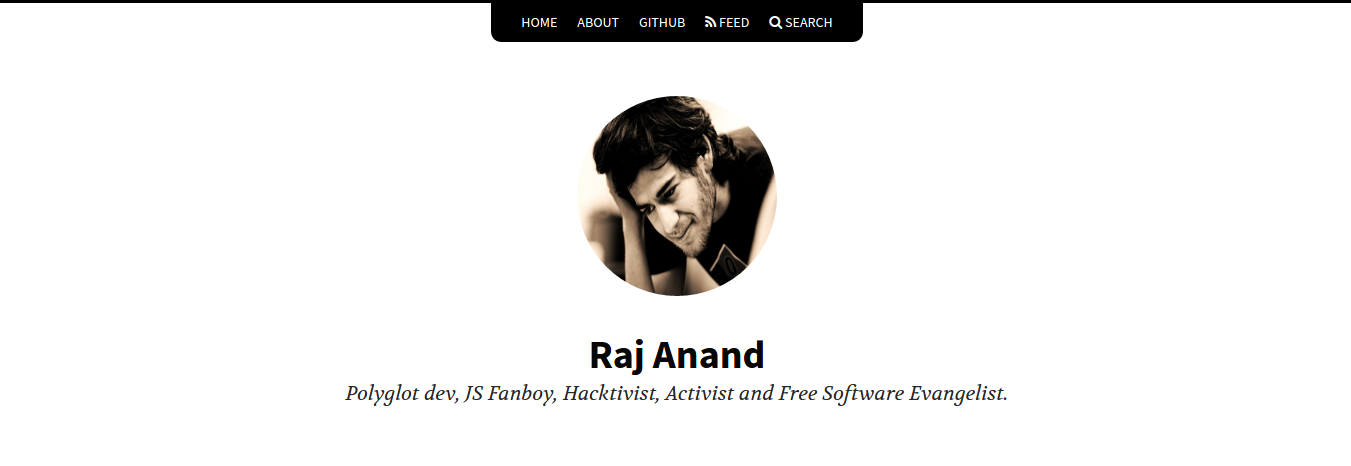 HOME ABOUT GITHUB FEED SEARCH
Raj Anand
Polyglot dev, JS Fanboy, Hacktivist, Activist and Free Software Evangelist.